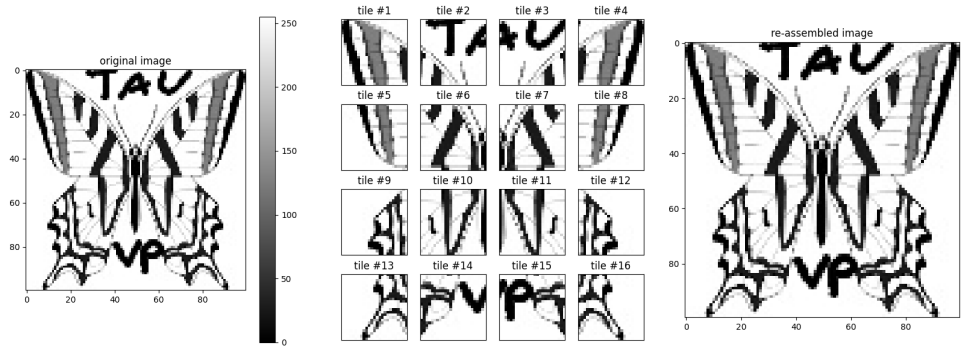 original image
TAU
VP
0
20
40
60
80
0 20 40 60 80
250
200
150
100
50
0
tile #1 tile #2 tile #3 tile #4
tile #5 tile #6 tile #7 tile #8
tile #9 tile #10 tile #11 tile #12
tile #13 tile #14 tile #15 tile #16
re-assembled image
TAU
VP
0
20
40
60
80
0 20 40 60 80